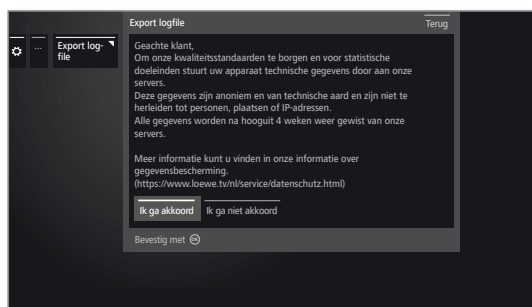 Export logfile
Terug
...
Export log-
file
Geachte klant,
Om onze kwaliteitsstandaarden te borgen en voor statistische
doeleinden stuurt uw apparaat technische gegevens door aan onze
servers.
Deze gegevens zijn anoniem en van technische aard en zijn niet te
herleiden tot personen, plaatsen of IP-adressen.
Alle gegevens worden na hooguit 4 weken weer gewist van onze
servers.
Meer informatie kunt u vinden in onze informatie over
gegevensbescherming.
(https://www.loewe.tv/nl/service/datenschutz.html)
Ik ga akkoord Ik ga niet akkoord
Bevestig met OK